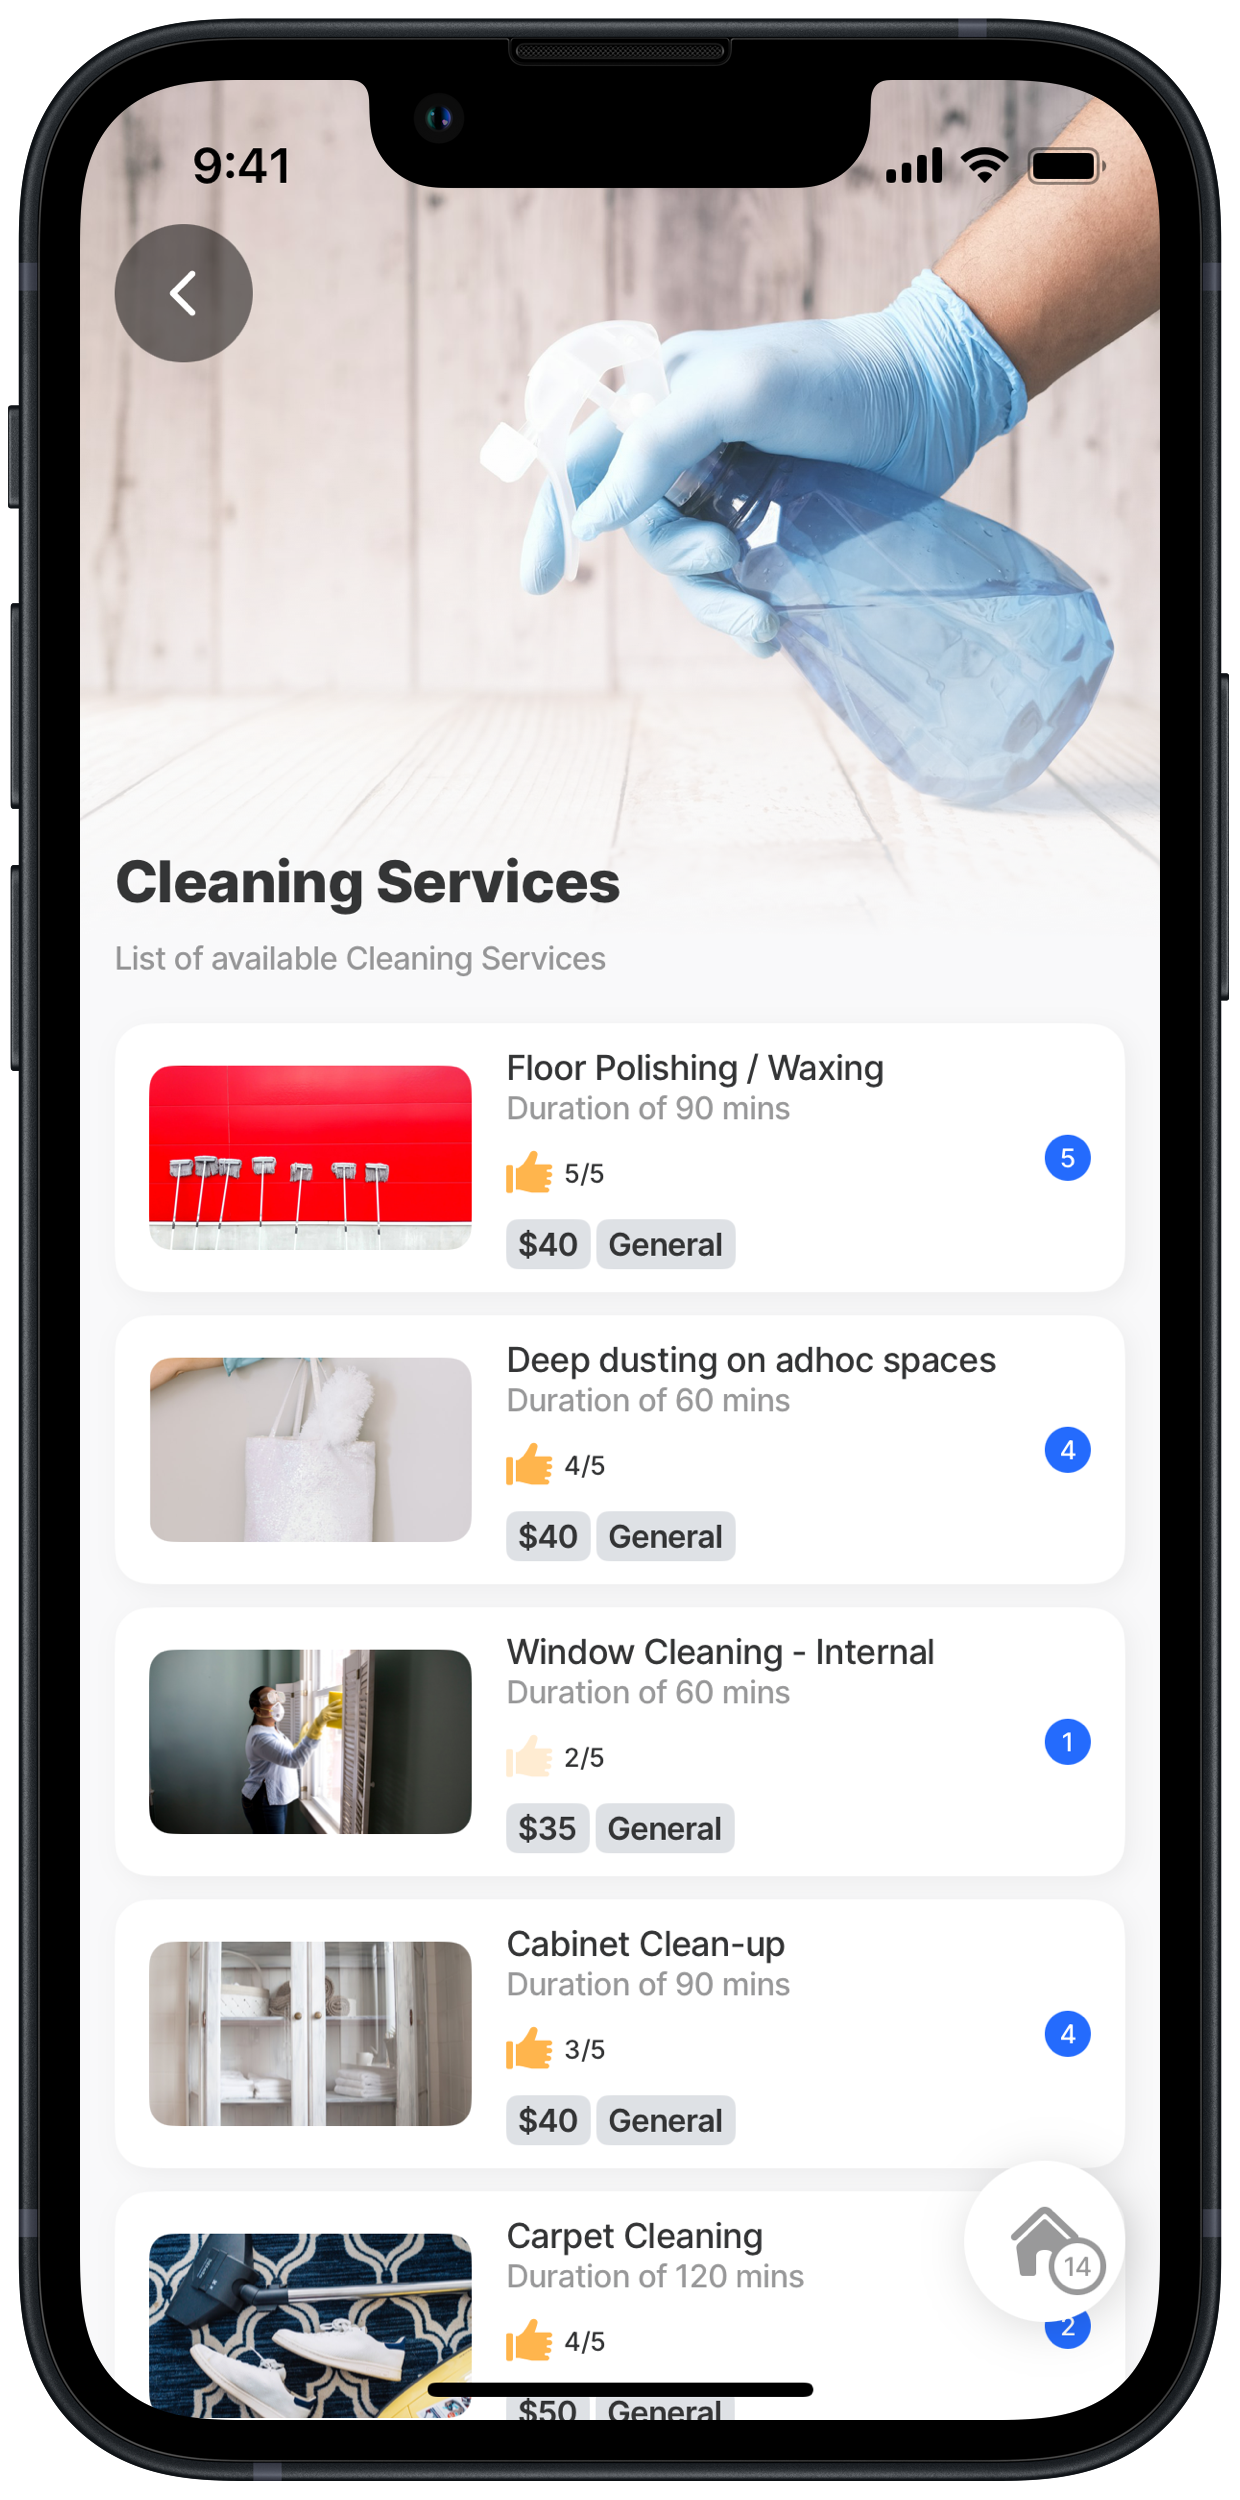 9:41
Cleaning Services
List of available Cleaning Services
Floor Polishing / Waxing
Duration of 90 mins
5/5
5
$40 General
Deep dusting on adhoc spaces
Duration of 60 mins
4/5
4
$40 General
Window Cleaning - Internal
Duration of 60 mins
2/5
1
$35 General
Cabinet Clean-up
Duration of 90 mins
3/5
4
$40 General
Carpet Cleaning
Duration of 120 mins
14
4/5
2
$50 General